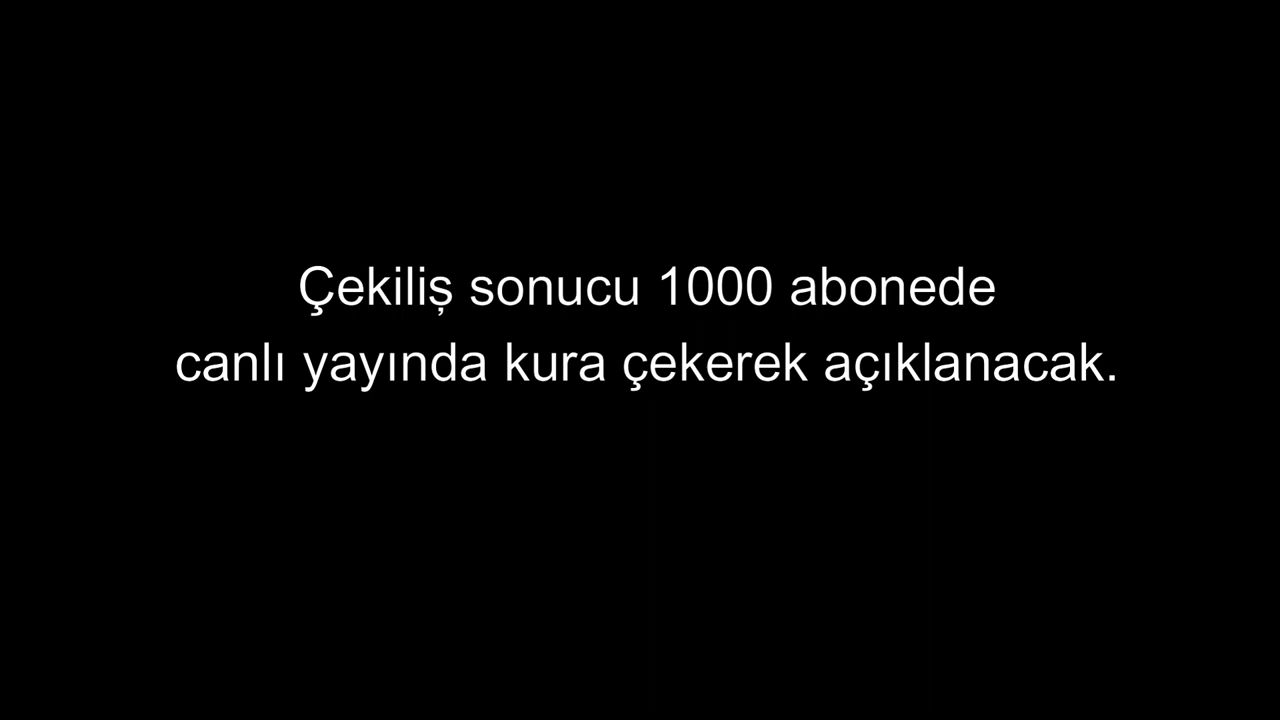 Çekiliş sonucu 1000 abonede
canlı yayında kura çekerek açıklanacak.